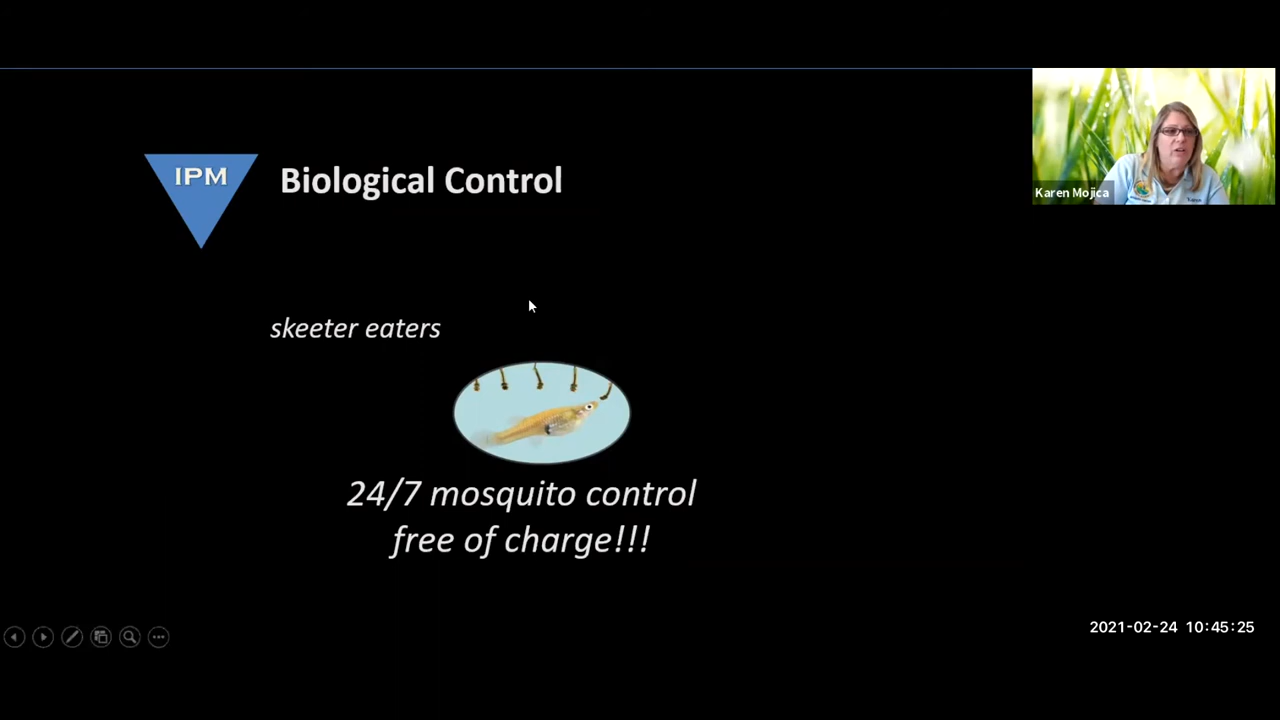 IPM
Biological Control
Karen Mojica
skeeter eaters
24/7 mosquito control
free of charge!!!
2021-02-24 10:45:25